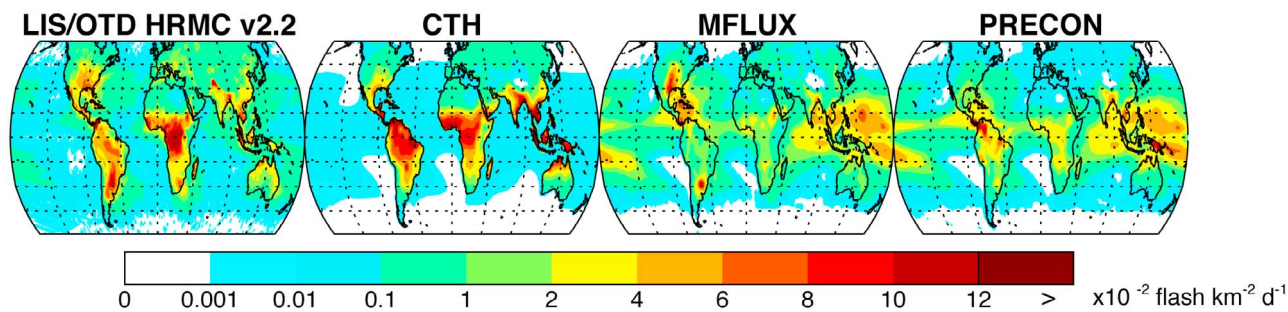 LIS/OTD HRMC v2.2 CTH MFLUX PRECON
0 0.001 0.01 0.1 1 2 4 6 8 10 12 > x10 -2 flash km-2 d-1